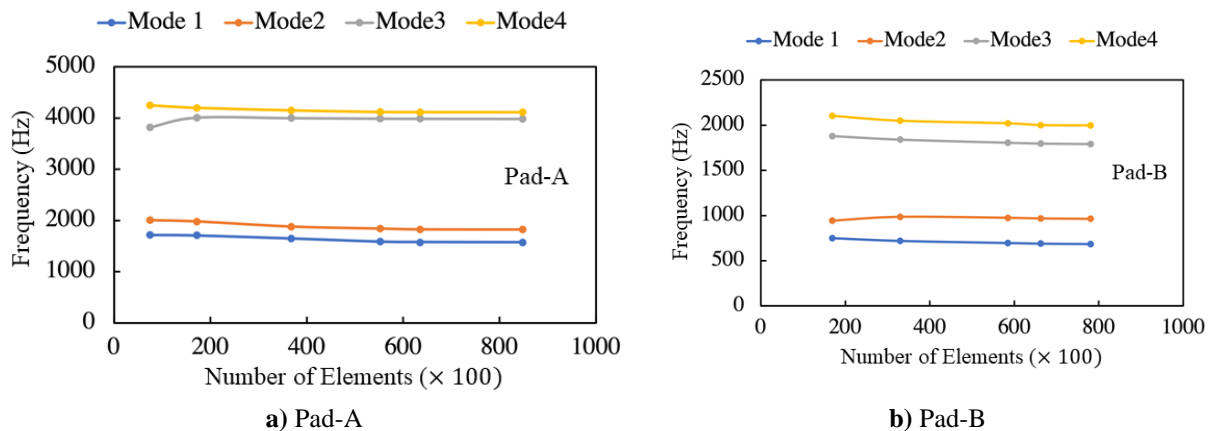 Mode 1 Mode2 Mode3 Mode4
5000
4000
3000
2000
1000
0
Frequency (Hz)
Pad-A
0 200 400 600 800 1000
Number of Elements (× 100)
a) Pad-A
Mode 1 Mode2 Mode3 Mode4
2500
2000
1500
1000
500
0
Frequency (Hz)
Pad-B
0 200 400 600 800 1000
Number of Elements (× 100)
b) Pad-B